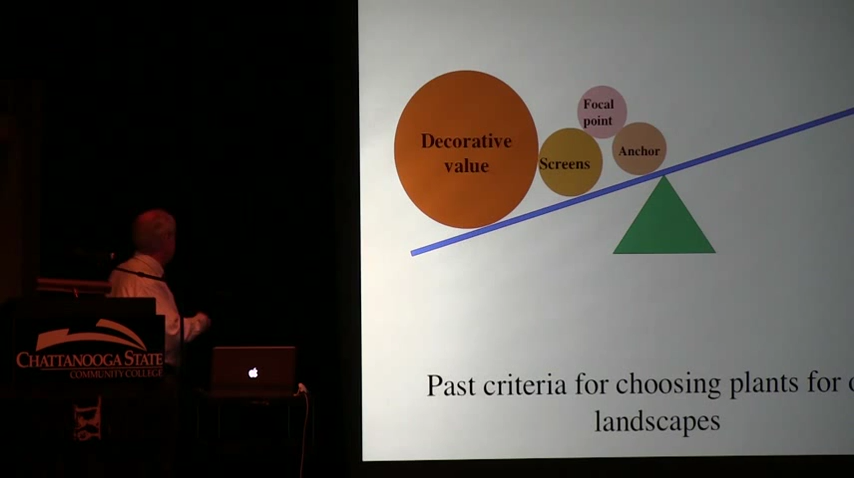 Focal
point
Decorative
value
Screens
Anchor
CHATTANOOGA STATE
COMMUNITY COLLEGE
Past criteria for choosing plants for o
landscapes